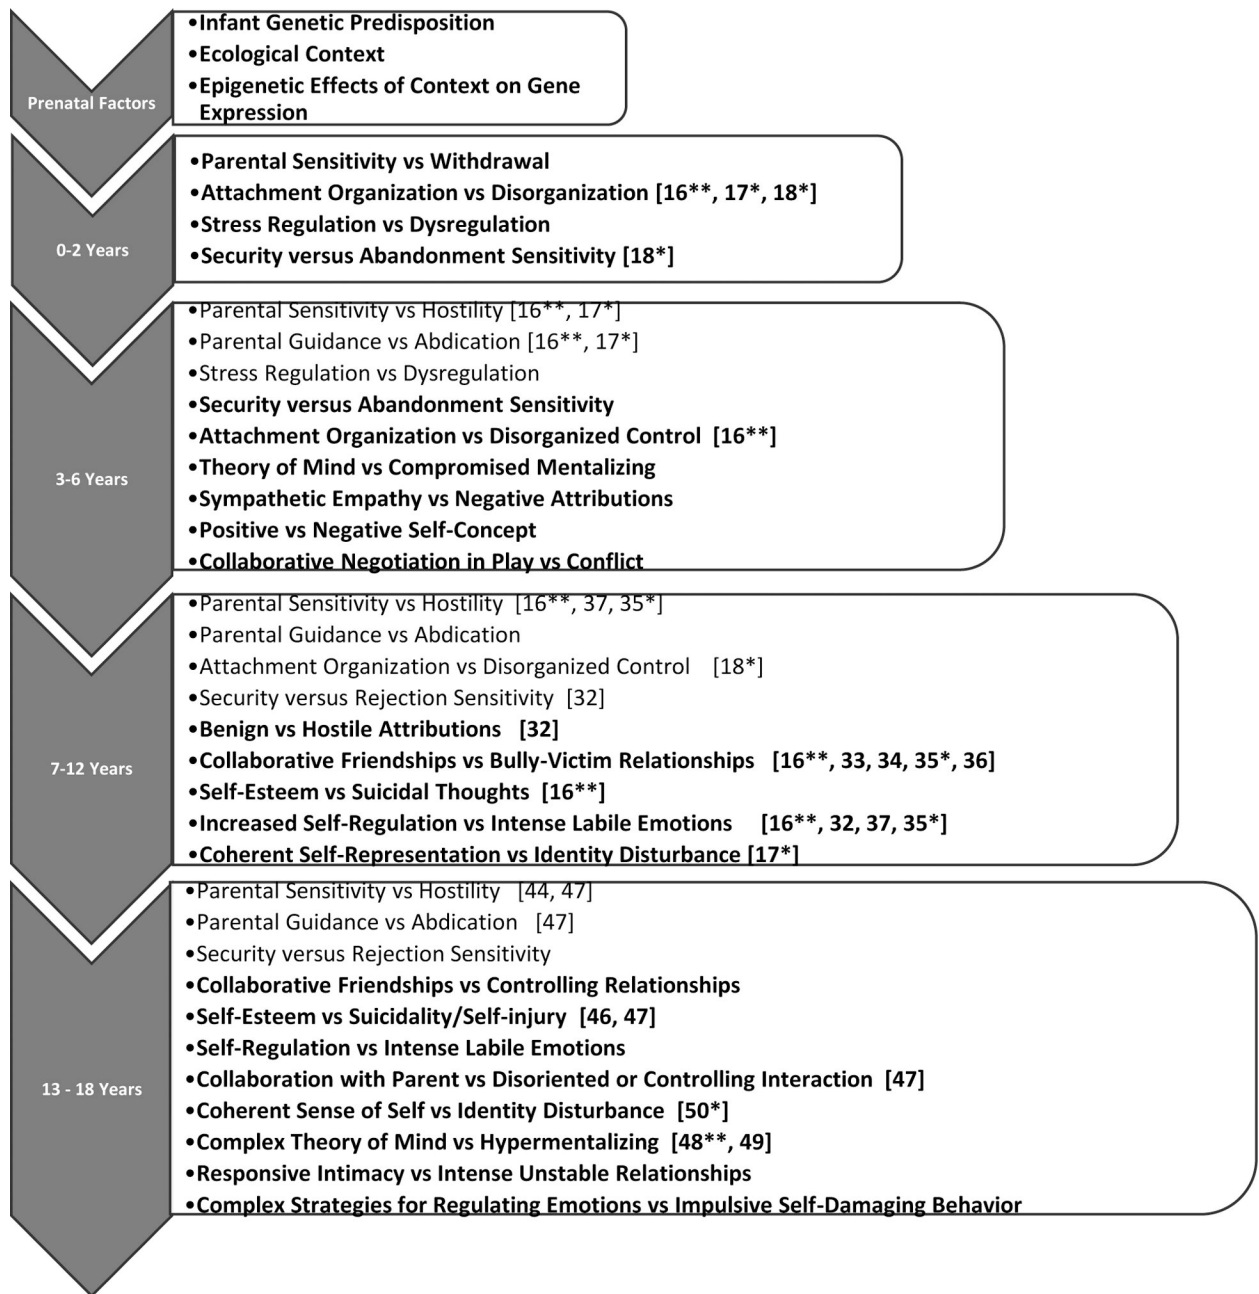 Prenatal Factors
•Infant Genetic Predisposition
•Ecological Context
•Epigenetic Effects of Context on Gene
Expression
0-2 Years
•Parental Sensitivity vs Withdrawal
•Attachment Organization vs Disorganization [16**, 17*, 18*]
•Stress Regulation vs Dysregulation
•Security versus Abandonment Sensitivity [18*]
3-6 Years
•Parental Sensitivity vs Hostility [16**, 17*]
•Parental Guidance vs Abdication [16**, 17*]
•Stress Regulation vs Dysregulation
•Security versus Abandonment Sensitivity
•Attachment Organization vs Disorganized Control [16**]
•Theory of Mind vs Compromised Mentalizing
•Sympathetic Empathy vs Negative Attributions
•Positive vs Negative Self-Concept
•Collaborative Negotiation in Play vs Conflict
7-12 Years
•Parental Sensitivity vs Hostility [16**, 37, 35*]
•Parental Guidance vs Abdication
•Attachment Organization vs Disorganized Control [18*]
•Security versus Rejection Sensitivity [32]
•Benign vs Hostile Attributions [32]
•Collaborative Friendships vs Bully-Victim Relationships [16**, 33, 34, 35*, 36]
•Self-Esteem vs Suicidal Thoughts [16**]
•Increased Self-Regulation vs Intense Labile Emotions [16**, 32, 37, 35*]
•Coherent Self-Representation vs Identity Disturbance [17*]
13 - 18 Years
•Parental Sensitivity vs Hostility [44, 47]
•Parental Guidance vs Abdication [47]
•Security versus Rejection Sensitivity
•Collaborative Friendships vs Controlling Relationships
•Self-Esteem vs Suicidality/Self-injury [46, 47]
•Self-Regulation vs Intense Labile Emotions
•Collaboration with Parent vs Disoriented or Controlling Interaction [47]
•Coherent Sense of Self vs Identity Disturbance [50*]
•Complex Theory of Mind vs Hypermentalizing [48**, 49]
•Responsive Intimacy vs Intense Unstable Relationships
•Complex Strategies for Regulating Emotions vs Impulsive Self-Damaging Behavior